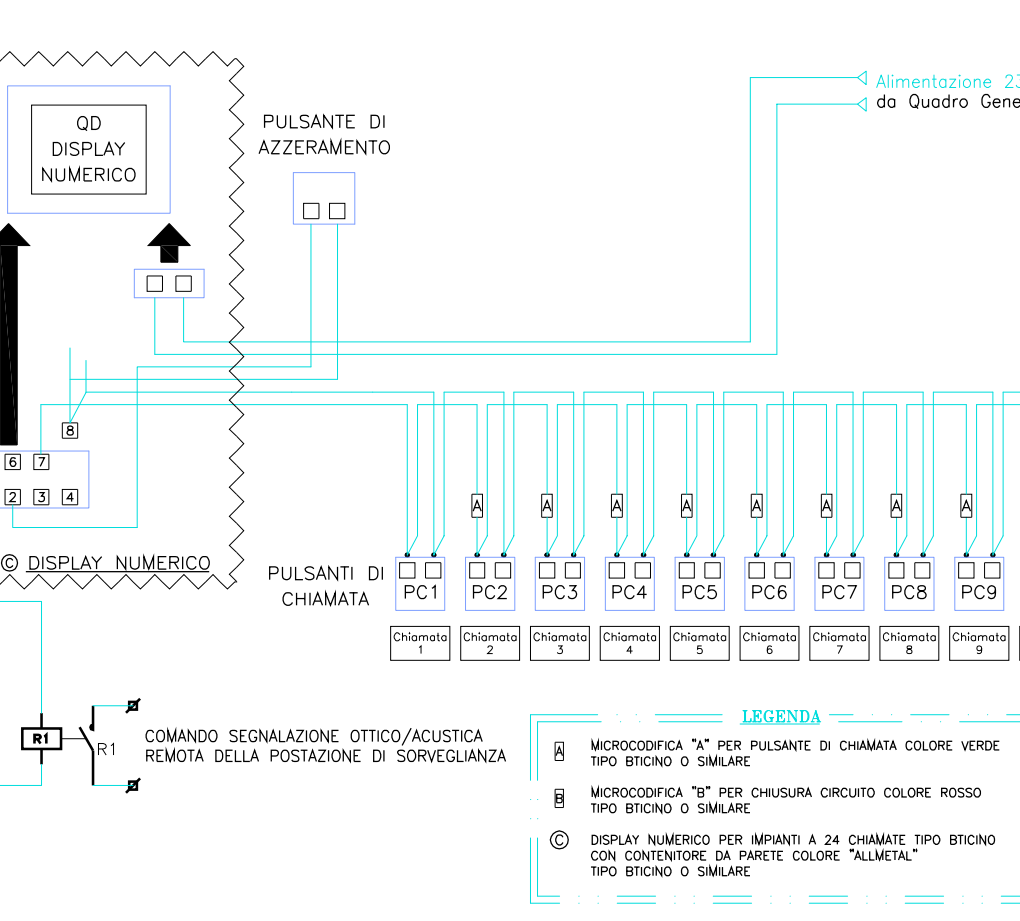 Alimentazione
da Quadro
QD
DISPLAY
NUMERICO
PULSANTE DI
AZZERAMENTO
8
6 7
2 3 4
© DISPLAY NUMERICO
A A A A A A A A
PULSANTI DI
CHIAMATA
PC1 PC2 PC3 PC4 PC5 PC6 PC7 PC8 PC9
Chiamata
1
Chiamata
2
Chiamata
3
Chiamata
4
Chiamata
5
Chiamata
6
Chiamata
7
Chiamata
8
Chiamata
9
R1
R1
COMANDO SEGNALAZIONE OTTICO/ACUSTICA
REMOTA DELLA POSTAZIONE DI SORVEGLIANZA
LEGENDA
A MICROCODIFICA "A" PER PULSANTE DI CHIAMATA COLORE VERDE
TIPO BTICINO O SIMILARE
B MICROCODIFICA "B" PER CHIUSURA CIRCUITO COLORE ROSSO
TIPO BTICINO O SIMILARE
© DISPLAY NUMERICO PER IMPIANTI A 24 CHIAMATE TIPO BTICINO
CON CONTENITORE DA PARETE COLORE "ALLMETAL"
TIPO BTICINO O SIMILARE